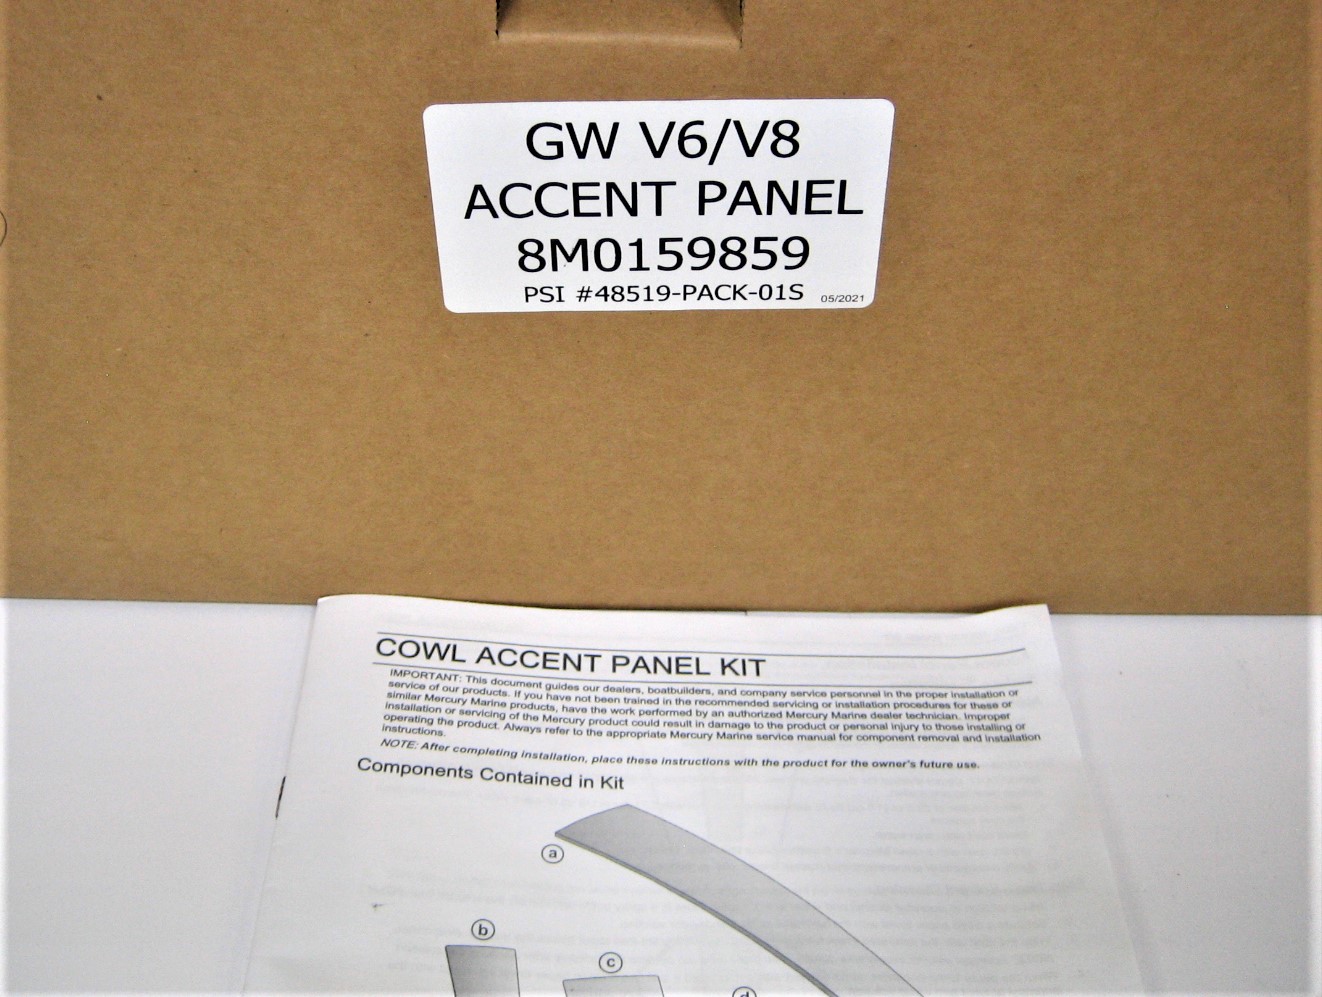 GW V6/V8
ACCENT PANEL
8M0159859
PSI #48519-PACK-01S 05/2021
COWL ACCENT PANEL KIT
IMPORTANT: This document guides our dealers, boatbuilders, and company service personnel in the proper installation or
service of our products. If you have not been trained in the recommended servicing or installation procedures for these or
similar Mercury Marine products, have the work performed by an authorized Mercury Marine dealer technician. Improper
installation or servicing of the Mercury product could result in damage to the product or personal injury to those installing or
operating the product. Always refer to the appropriate Mercury Marine service manual for component removal and installation
instructions.
NOTE: After completing installation, place these instructions with the product for the owner's future use.
Components Contained in Kit
a
b
c
d